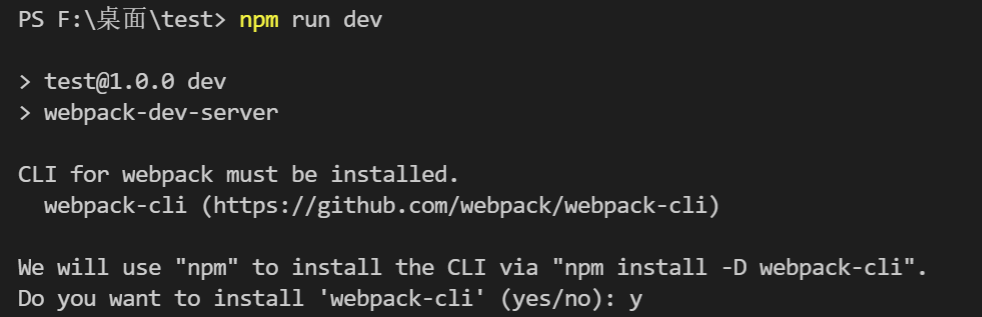 PS F:\桌面\test> npm run dev
> test@1.0.0 dev
> webpack-dev-server
CLI for webpack must be installed.
  webpack-cli (https://github.com/webpack/webpack-cli)
We will use "npm" to install the CLI via "npm install -D webpack-cli".
Do you want to install 'webpack-cli' (yes/no): y